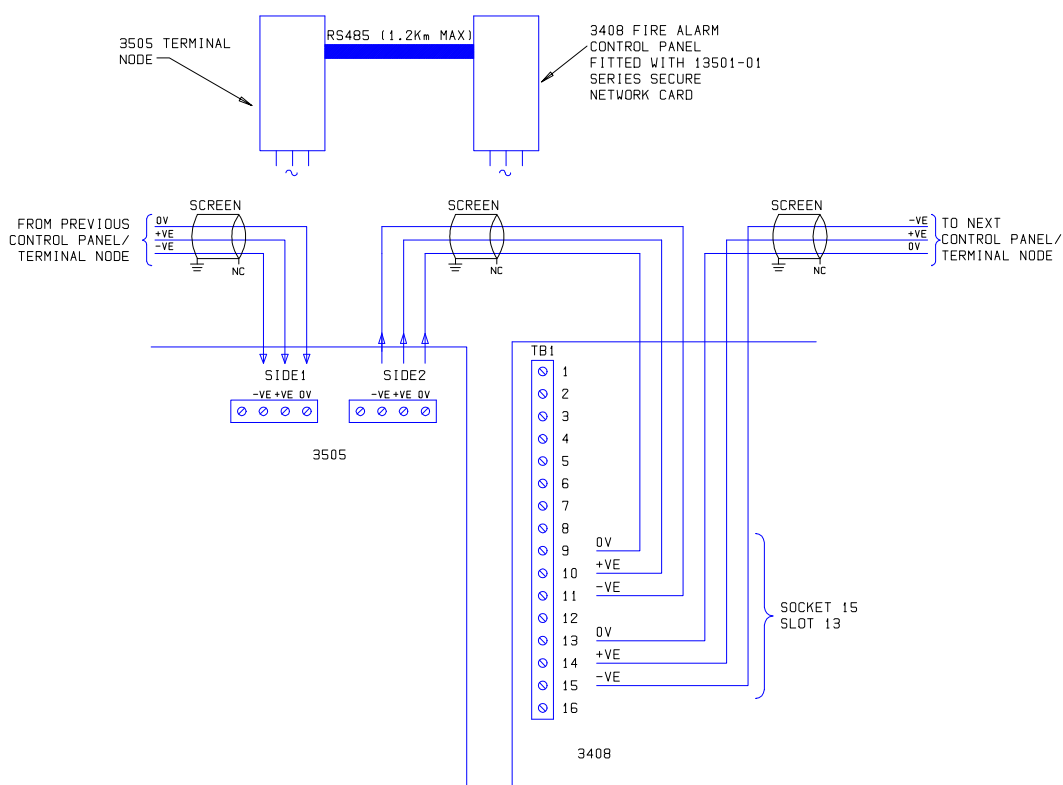 3505 TERMINAL
NODE
RS485 (1.2Km MAX)
3408 FIRE ALARM
CONTROL PANEL
FITTED WITH 13501-01
SERIES SECURE
NETWORK CARD
SCREEN
SCREEN
SCREEN
FROM PREVIOUS
CONTROL PANEL/
TERMINAL NODE
0V
+VE
-VE
NC
NC
NC
-VE
+VE
0V
TO NEXT
CONTROL PANEL/
TERMINAL NODE
SIDE1
-VE +VE 0V
SIDE2
-VE +VE 0V
3505
TB1
1
2
3
4
5
6
7
8
9 0V
10 +VE
11 -VE
12
13 0V
14 +VE
15 -VE
16
SOCKET 15
SLOT 13
3408